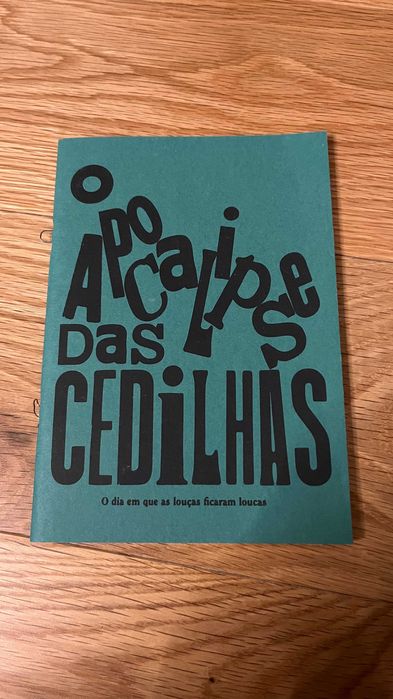 O
APOCALIPSE
DAS
CEDILHAS
O dia em que as louças ficaram loucas